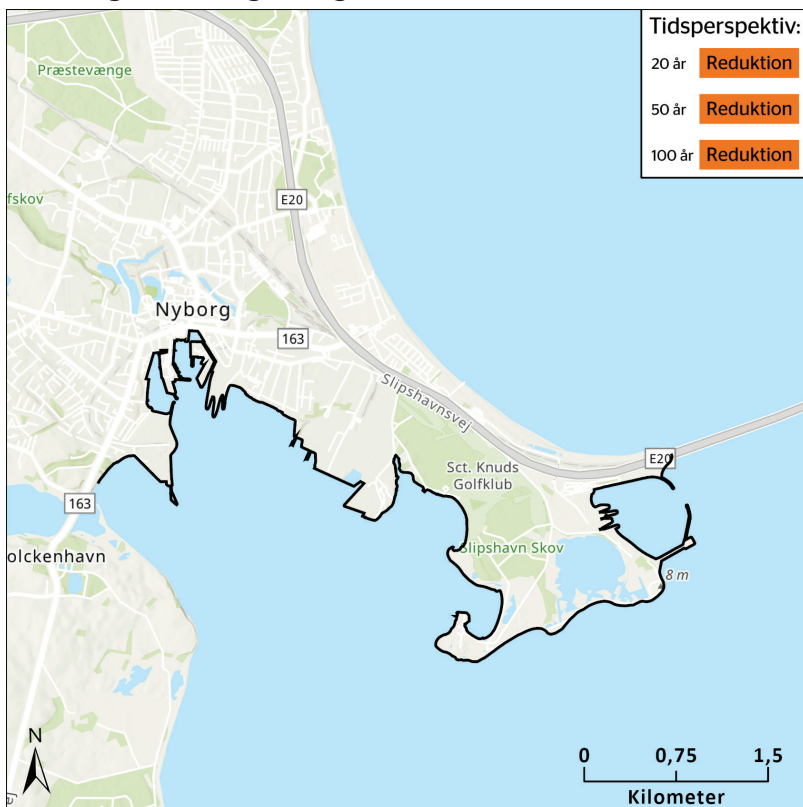 Tidsperspektiv:
20 år Reduktion
50 år Reduktion
100 år Reduktion
Præstevænge
fskov
E20
Nyborg
163
Slipshavnsvej
E20
Sct. Knuds
Golfklub
163
Slipshavn Skov
olckenhavn
8 m
N
0 0,75 1,5
Kilometer